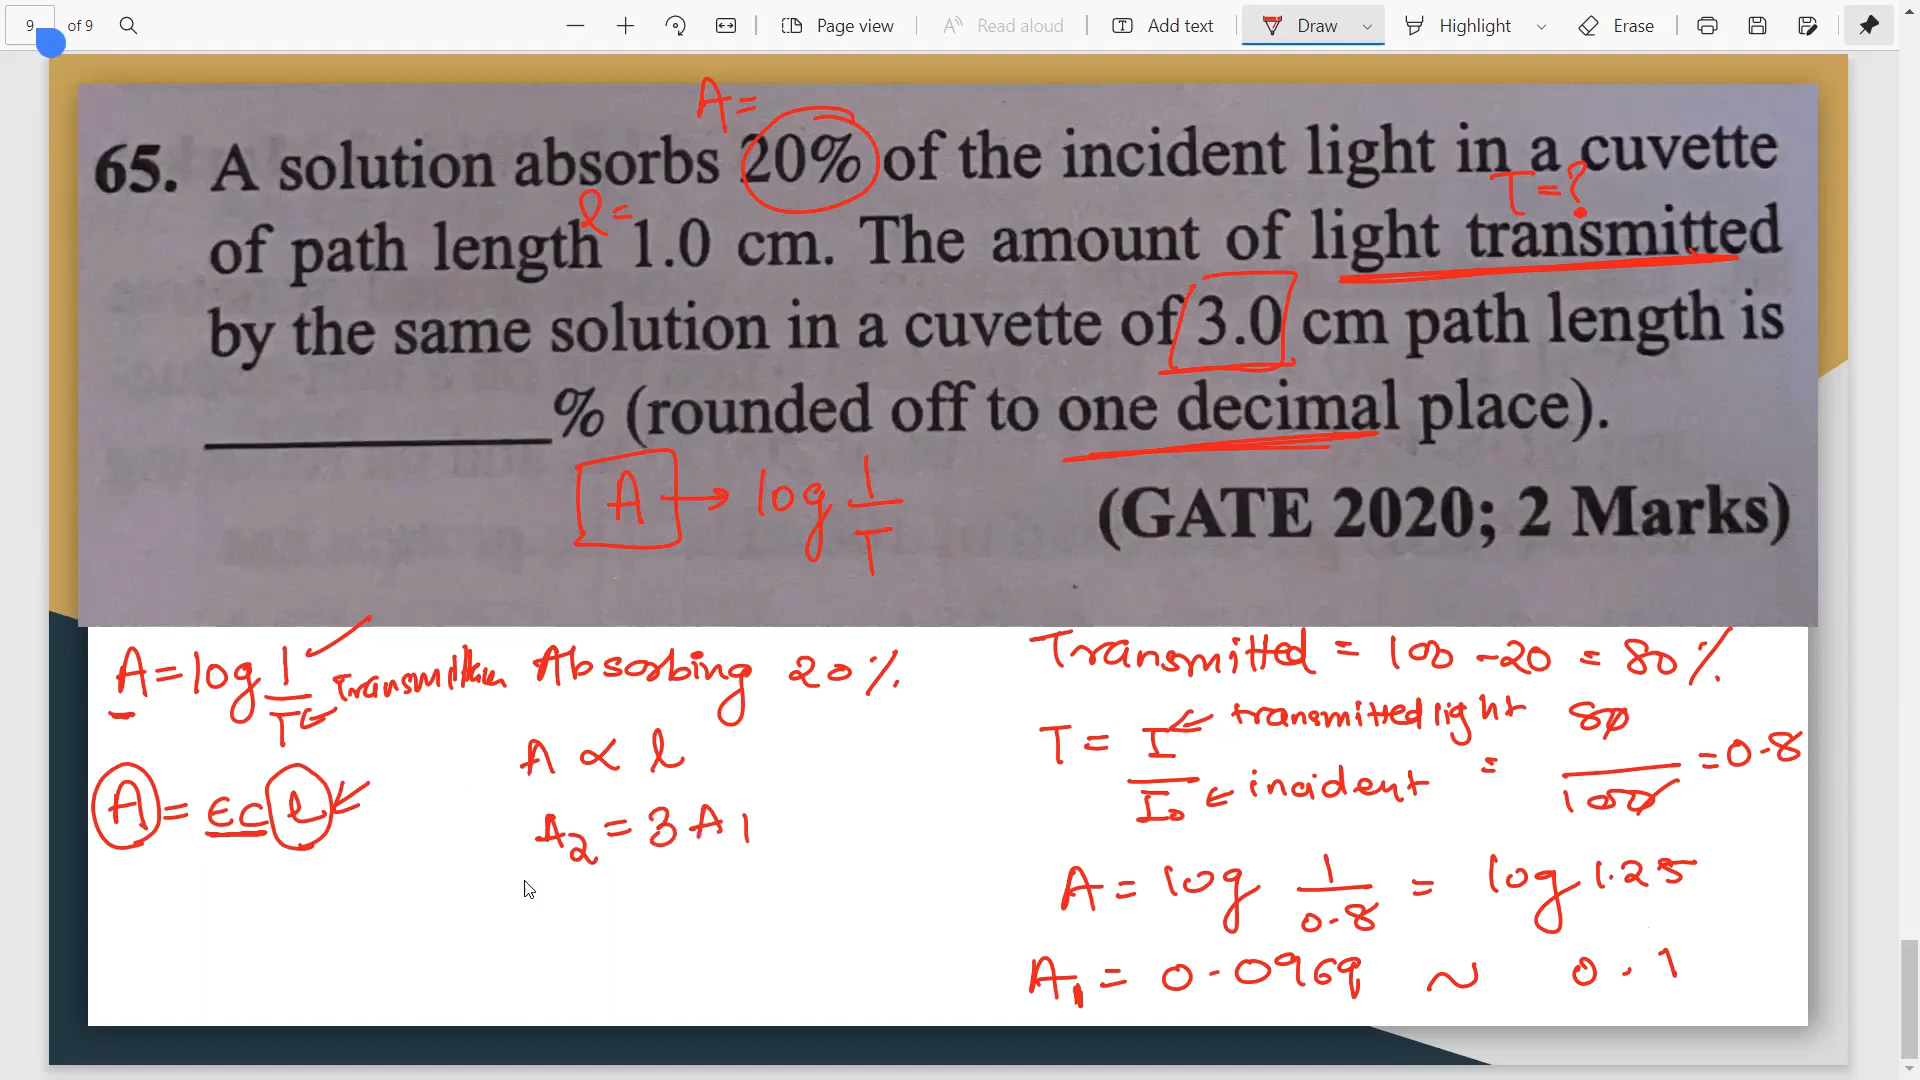 9 of 9 Page view Read aloud Add text Draw Highlight Erase
A =
65. A solution absorbs 20% of the incident light in a cuvette
T = ?
l =
of path length 1.0 cm. The amount of light transmitted
by the same solution in a cuvette of 3.0 cm path length is
% (rounded off to one decimal place).
A → log 1/T
(GATE 2020; 2 Marks)
A = log 1/T
Absorbing 20%
A ∝ l
A = ϵcl
A2 = 3A1
Transmitted = 100 - 20 = 80%
T = I/I0 = 80/100 = 0.8
transmitted light
incident
A = log 1/0.8 = log 1.25
A1 = 0.0969 ~ 0.1